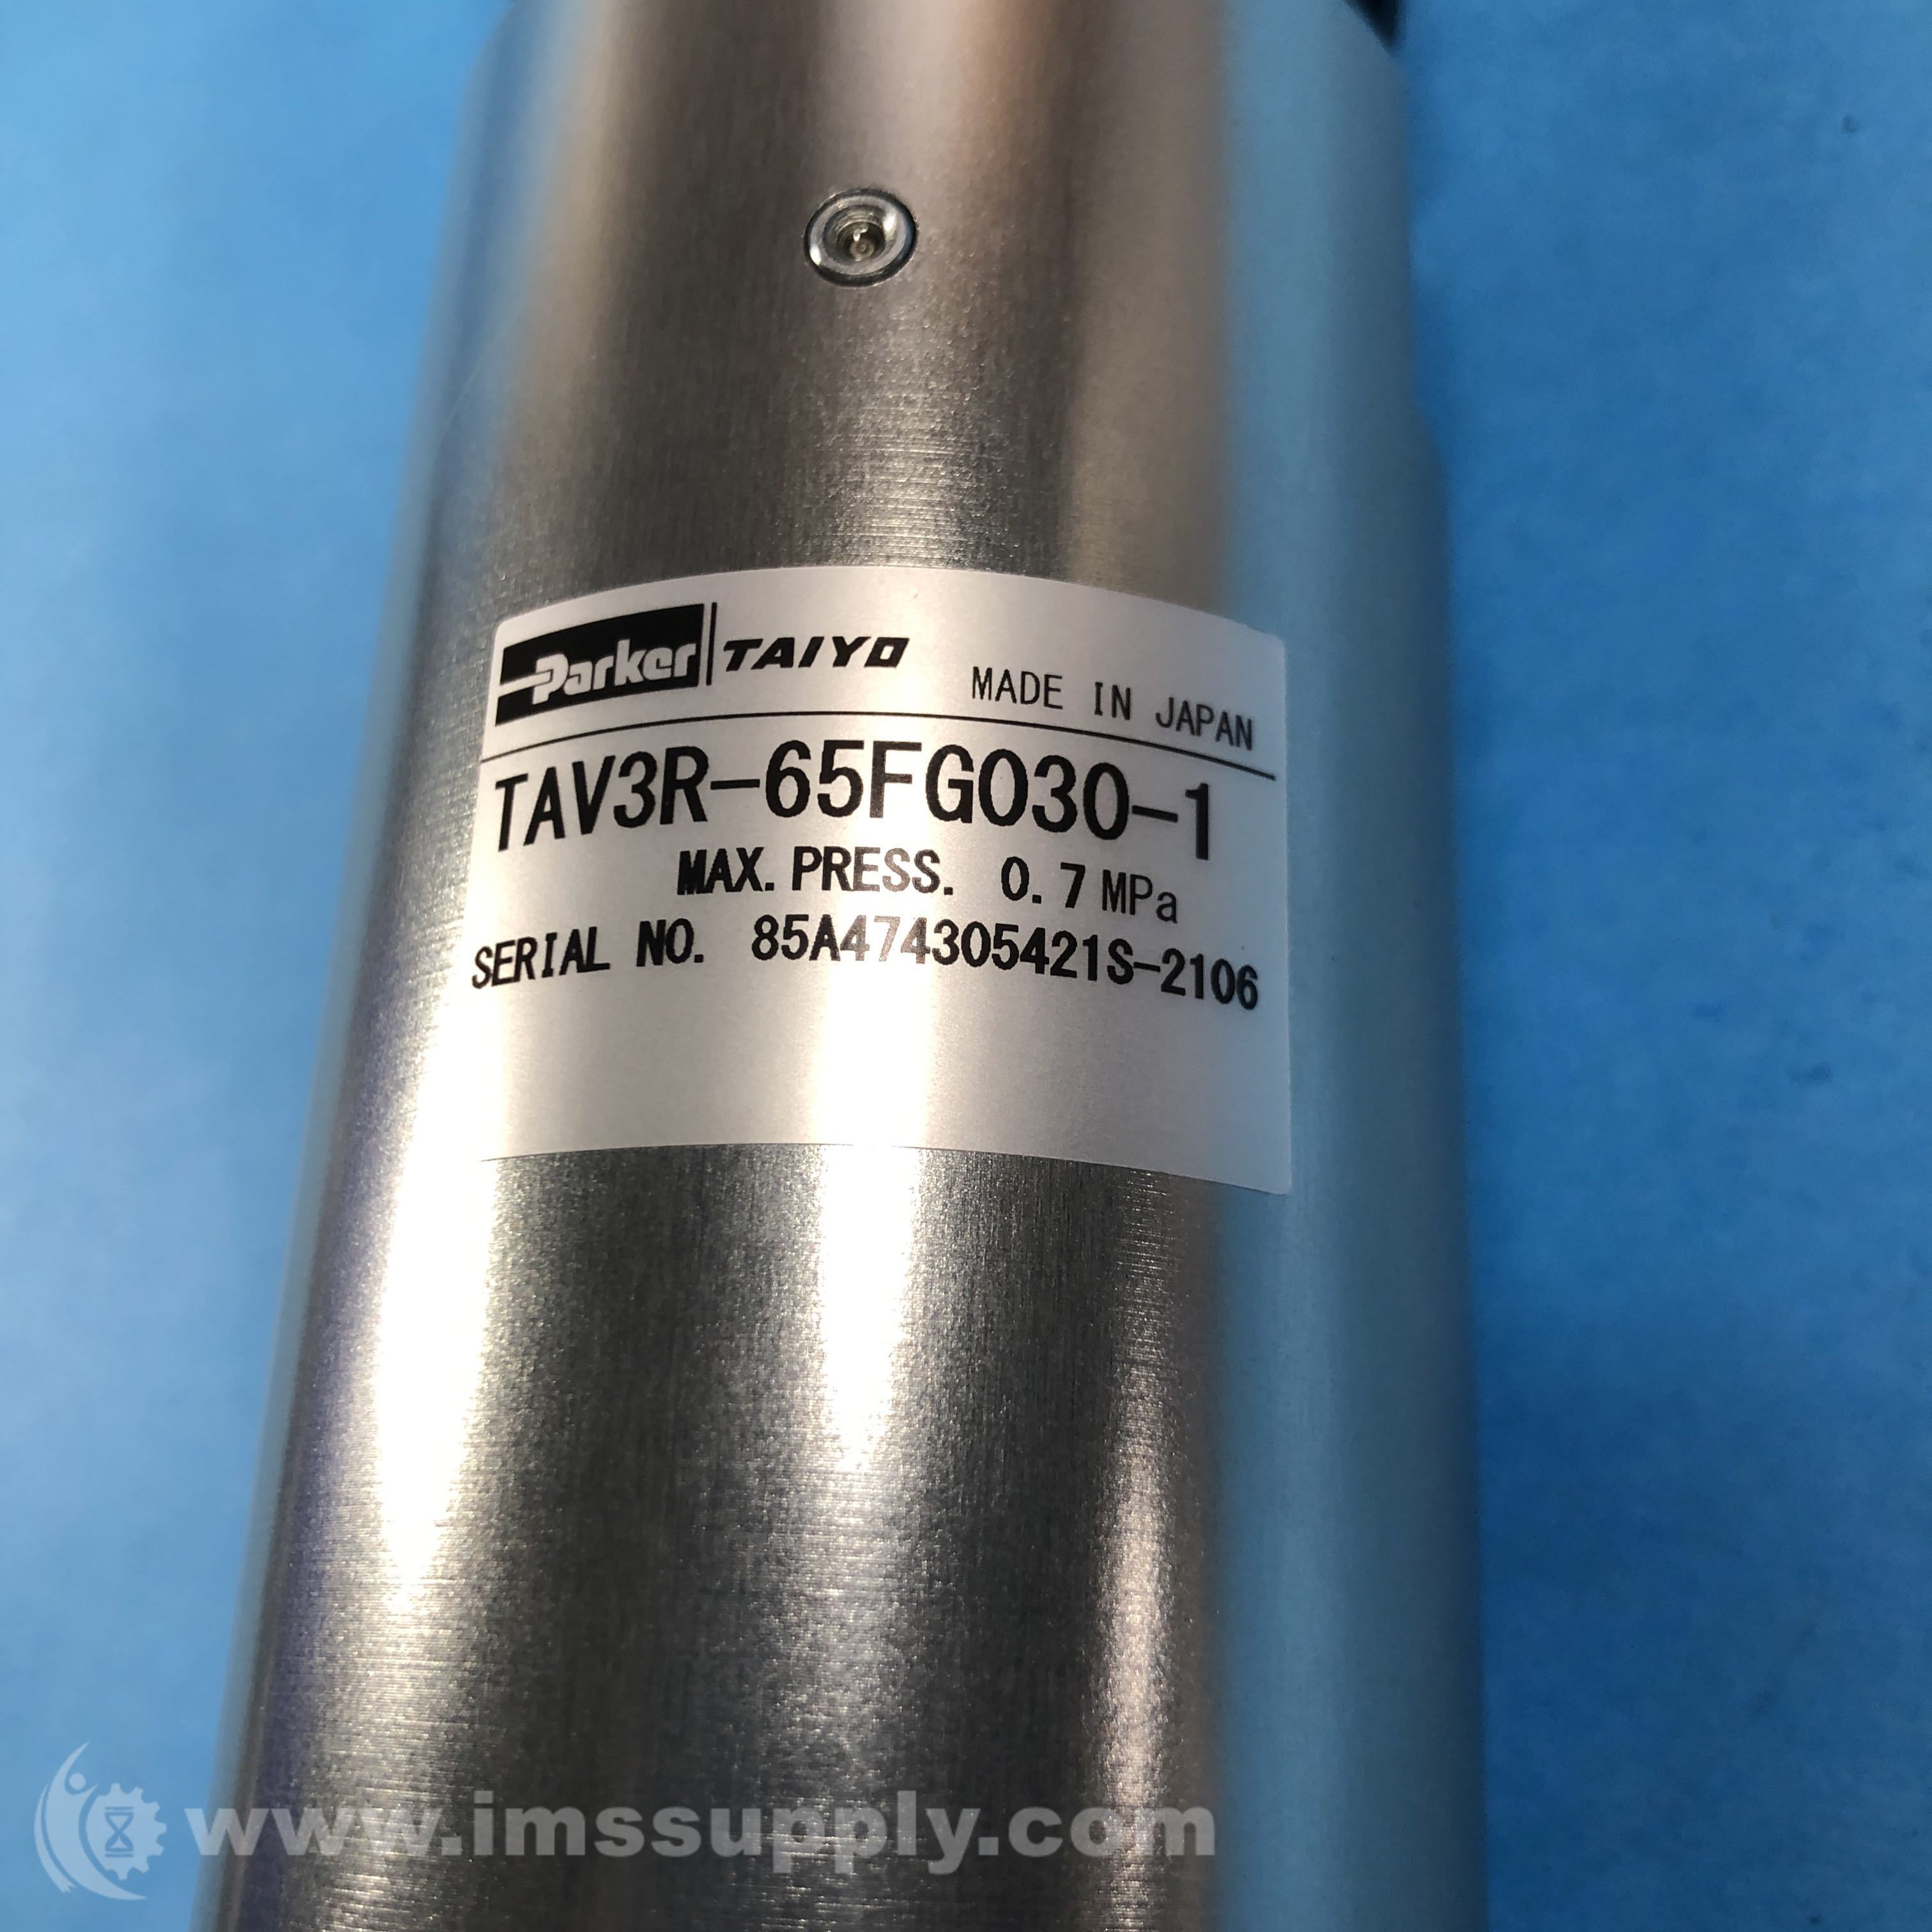 Parker TAIYO MADE IN JAPAN
TAV3R-65FG030-1
MAX. PRESS. 0.7 MPa
SERIAL NO. 85A474305421S-2106
www.imssupply.com